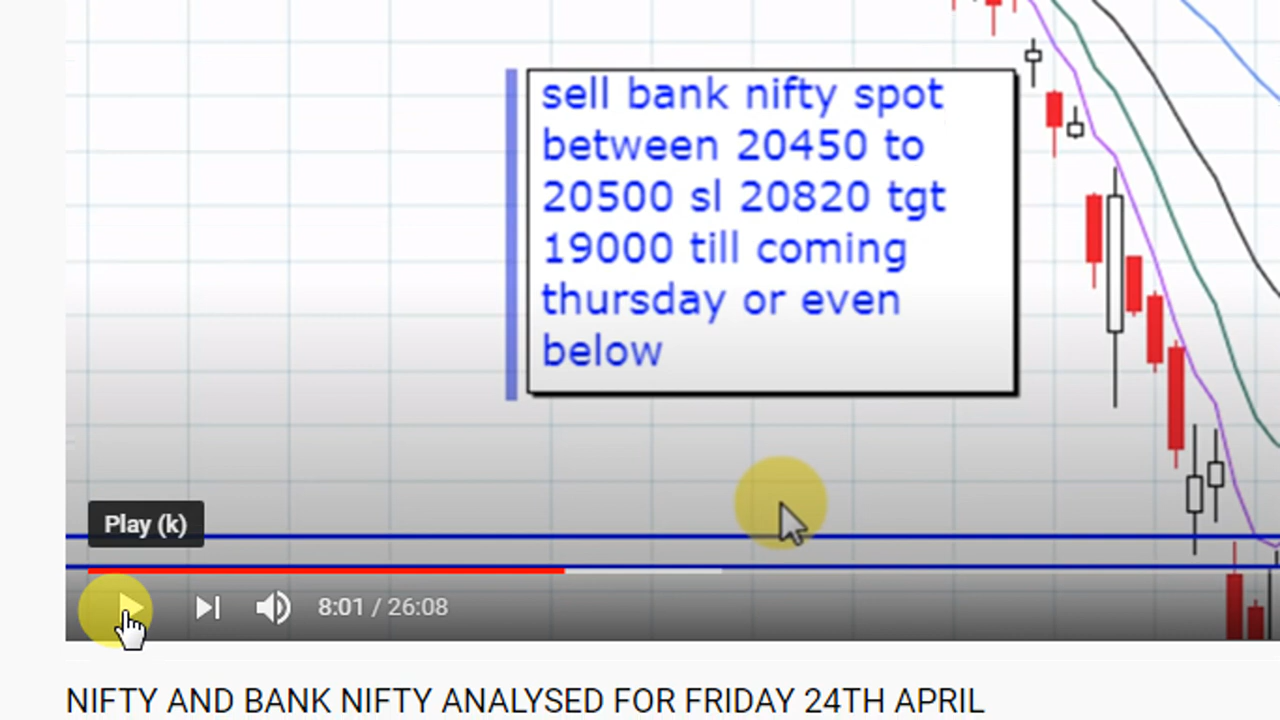 sell bank nifty spot
between 20450 to
20500 sl 20820 tgt
19000 till coming
thursday or even
below
Play (k)
8:01 / 26:08
NIFTY AND BANK NIFTY ANALYSED FOR FRIDAY 24TH APRIL